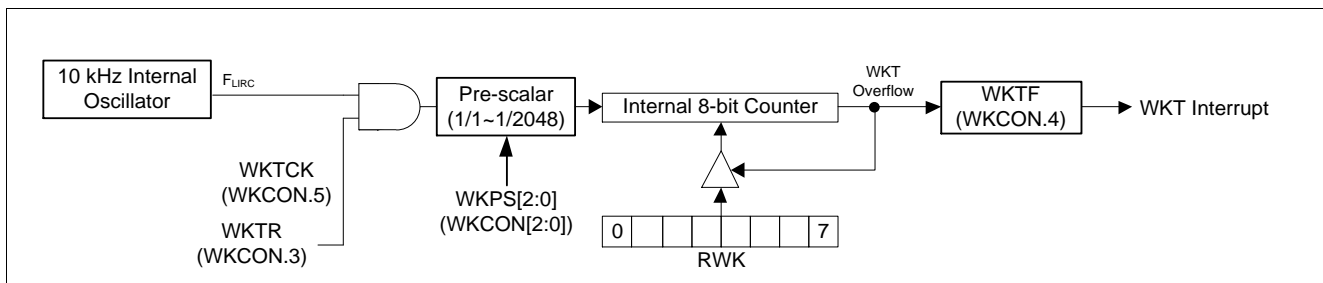 10 kHz Internal
Oscillator
FLIRC
WKTCK
(WKCON.5)
WKTR
(WKCON.3)
Pre-scalar
(1/1~1/2048)
WKPS[2:0]
(WKCON[2:0])
Internal 8-bit Counter
0
7
RWK
WKT
Overflow
WKTF
(WKCON.4)
WKT Interrupt